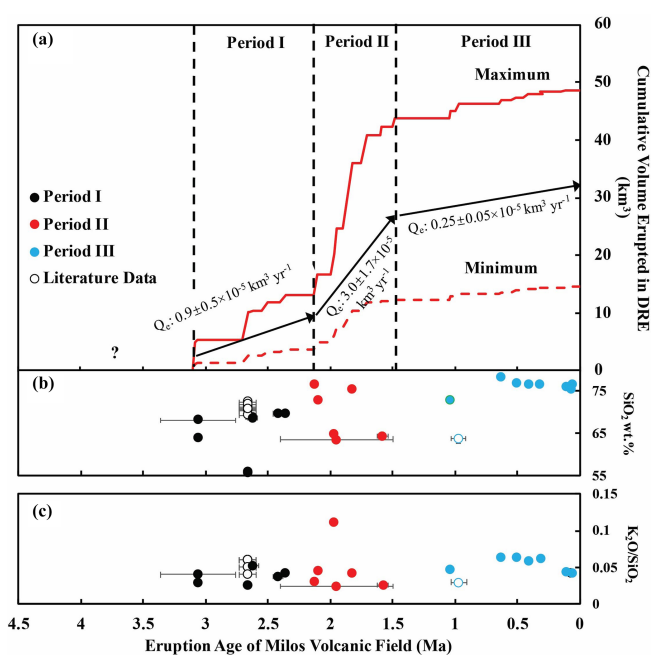 (a)
Period I
Period II
Period III
60
50
40
30
20
10
0
Cumulative Volume Erupted in DRE
(km³)
Maximum
Minimum
Period I
Period II
Period III
Literature Data
?
Qe: 0.9±0.5×10⁻⁵ km³ yr⁻¹
Qe: 3.0±1.7×10⁻⁵
km³ yr⁻¹
Qe: 0.25±0.05×10⁻⁵ km³ yr⁻¹
(b)
75
65
55
SiO₂ wt.%
(c)
0.15
0.1
0.05
0
K₂O/SiO₂
4.5
4
3.5
3
2.5
2
1.5
1
0.5
0
Eruption Age of Milos Volcanic Field (Ma)